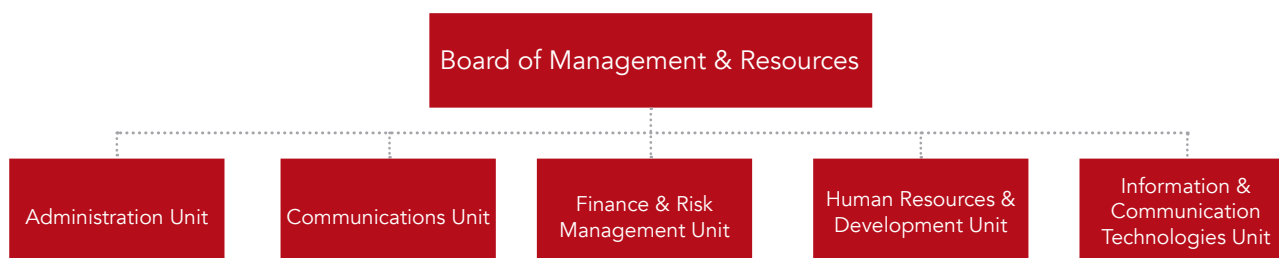 Board of Management & Resources
Administration Unit
Communications Unit
Finance & Risk
Management Unit
Human Resources &
Development Unit
Information &
Communication
Technologies Unit